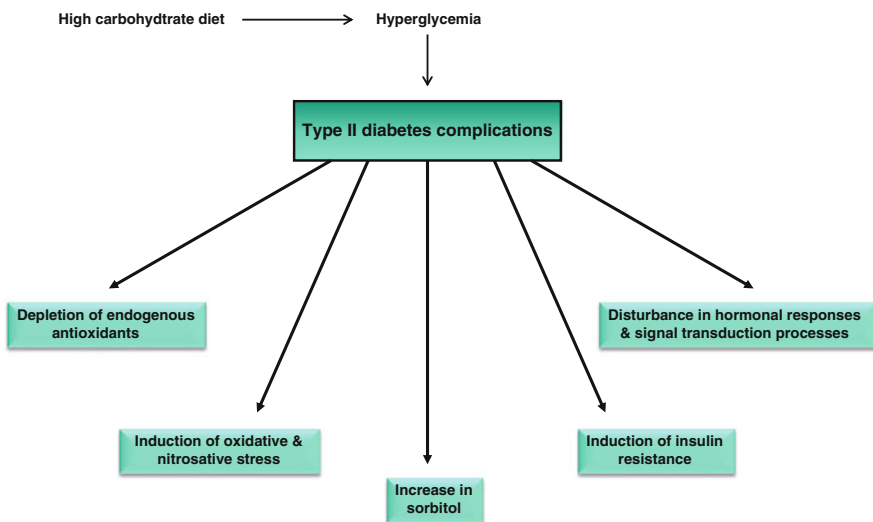 High carbohydtrate diet
Hyperglycemia
Type II diabetes complications
Depletion of endogenous
antioxidants
Disturbance in hormonal responses
& signal transduction processes
Induction of oxidative &
nitrosative stress
Induction of insulin
resistance
Increase in
sorbitol